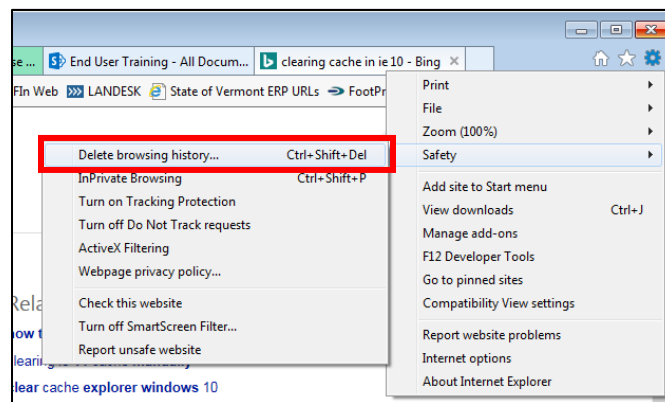 se ... End User Training - All Docum... clearing cache in ie 10 - Bing ×
FIn Web LANDESK State of Vermont ERP URLs FootPr
Print
File
Zoom (100%)
Safety
Delete browsing history... Ctrl+Shift+Del
InPrivate Browsing Ctrl+Shift+P
Turn on Tracking Protection
Turn off Do Not Track requests
ActiveX Filtering
Webpage privacy policy...
Check this website
Turn off SmartScreen Filter...
Report unsafe website
Add site to Start menu
View downloads Ctrl+J
Manage add-ons
F12 Developer Tools
Go to pinned sites
Compatibility View settings
Report website problems
Internet options
About Internet Explorer
Rela
now t
learing
lear cache explorer windows 10